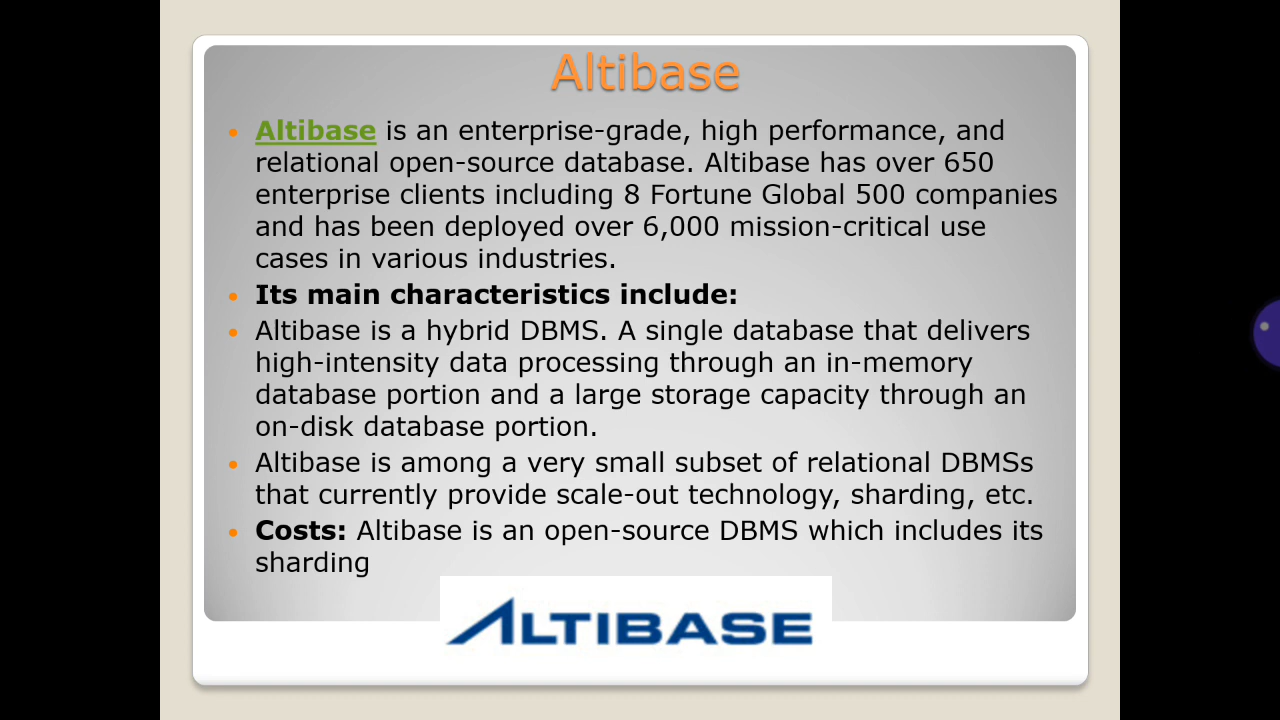 Altibase
Altibase is an enterprise-grade, high performance, and
relational open-source database. Altibase has over 650
enterprise clients including 8 Fortune Global 500 companies
and has been deployed over 6,000 mission-critical use
cases in various industries.
Its main characteristics include:
Altibase is a hybrid DBMS. A single database that delivers
high-intensity data processing through an in-memory
database portion and a large storage capacity through an
on-disk database portion.
Altibase is among a very small subset of relational DBMSs
that currently provide scale-out technology, sharding, etc.
Costs: Altibase is an open-source DBMS which includes its
sharding
ALTIBASE